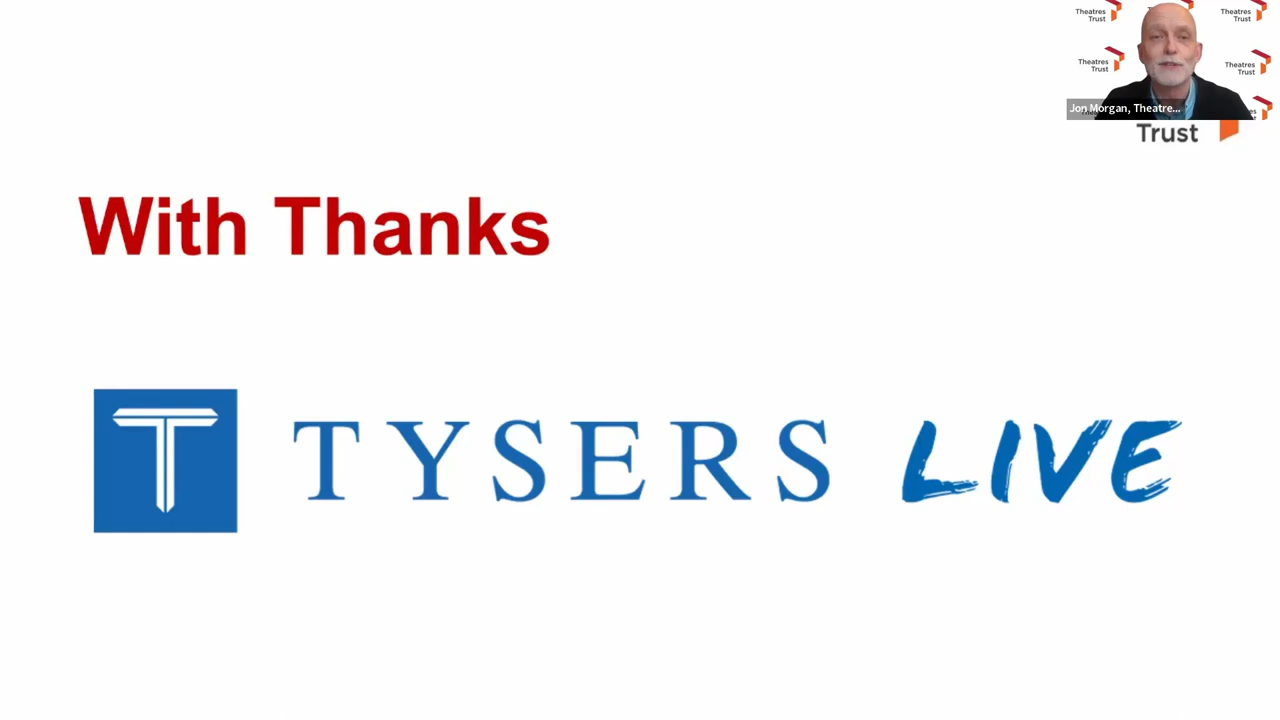 Theatres
Trust
Theatres
Trust
Theatres
Trust
Theatres
Trust
Jon Morgan, Theatre...
Trust
With Thanks
T TYSERS LIVE